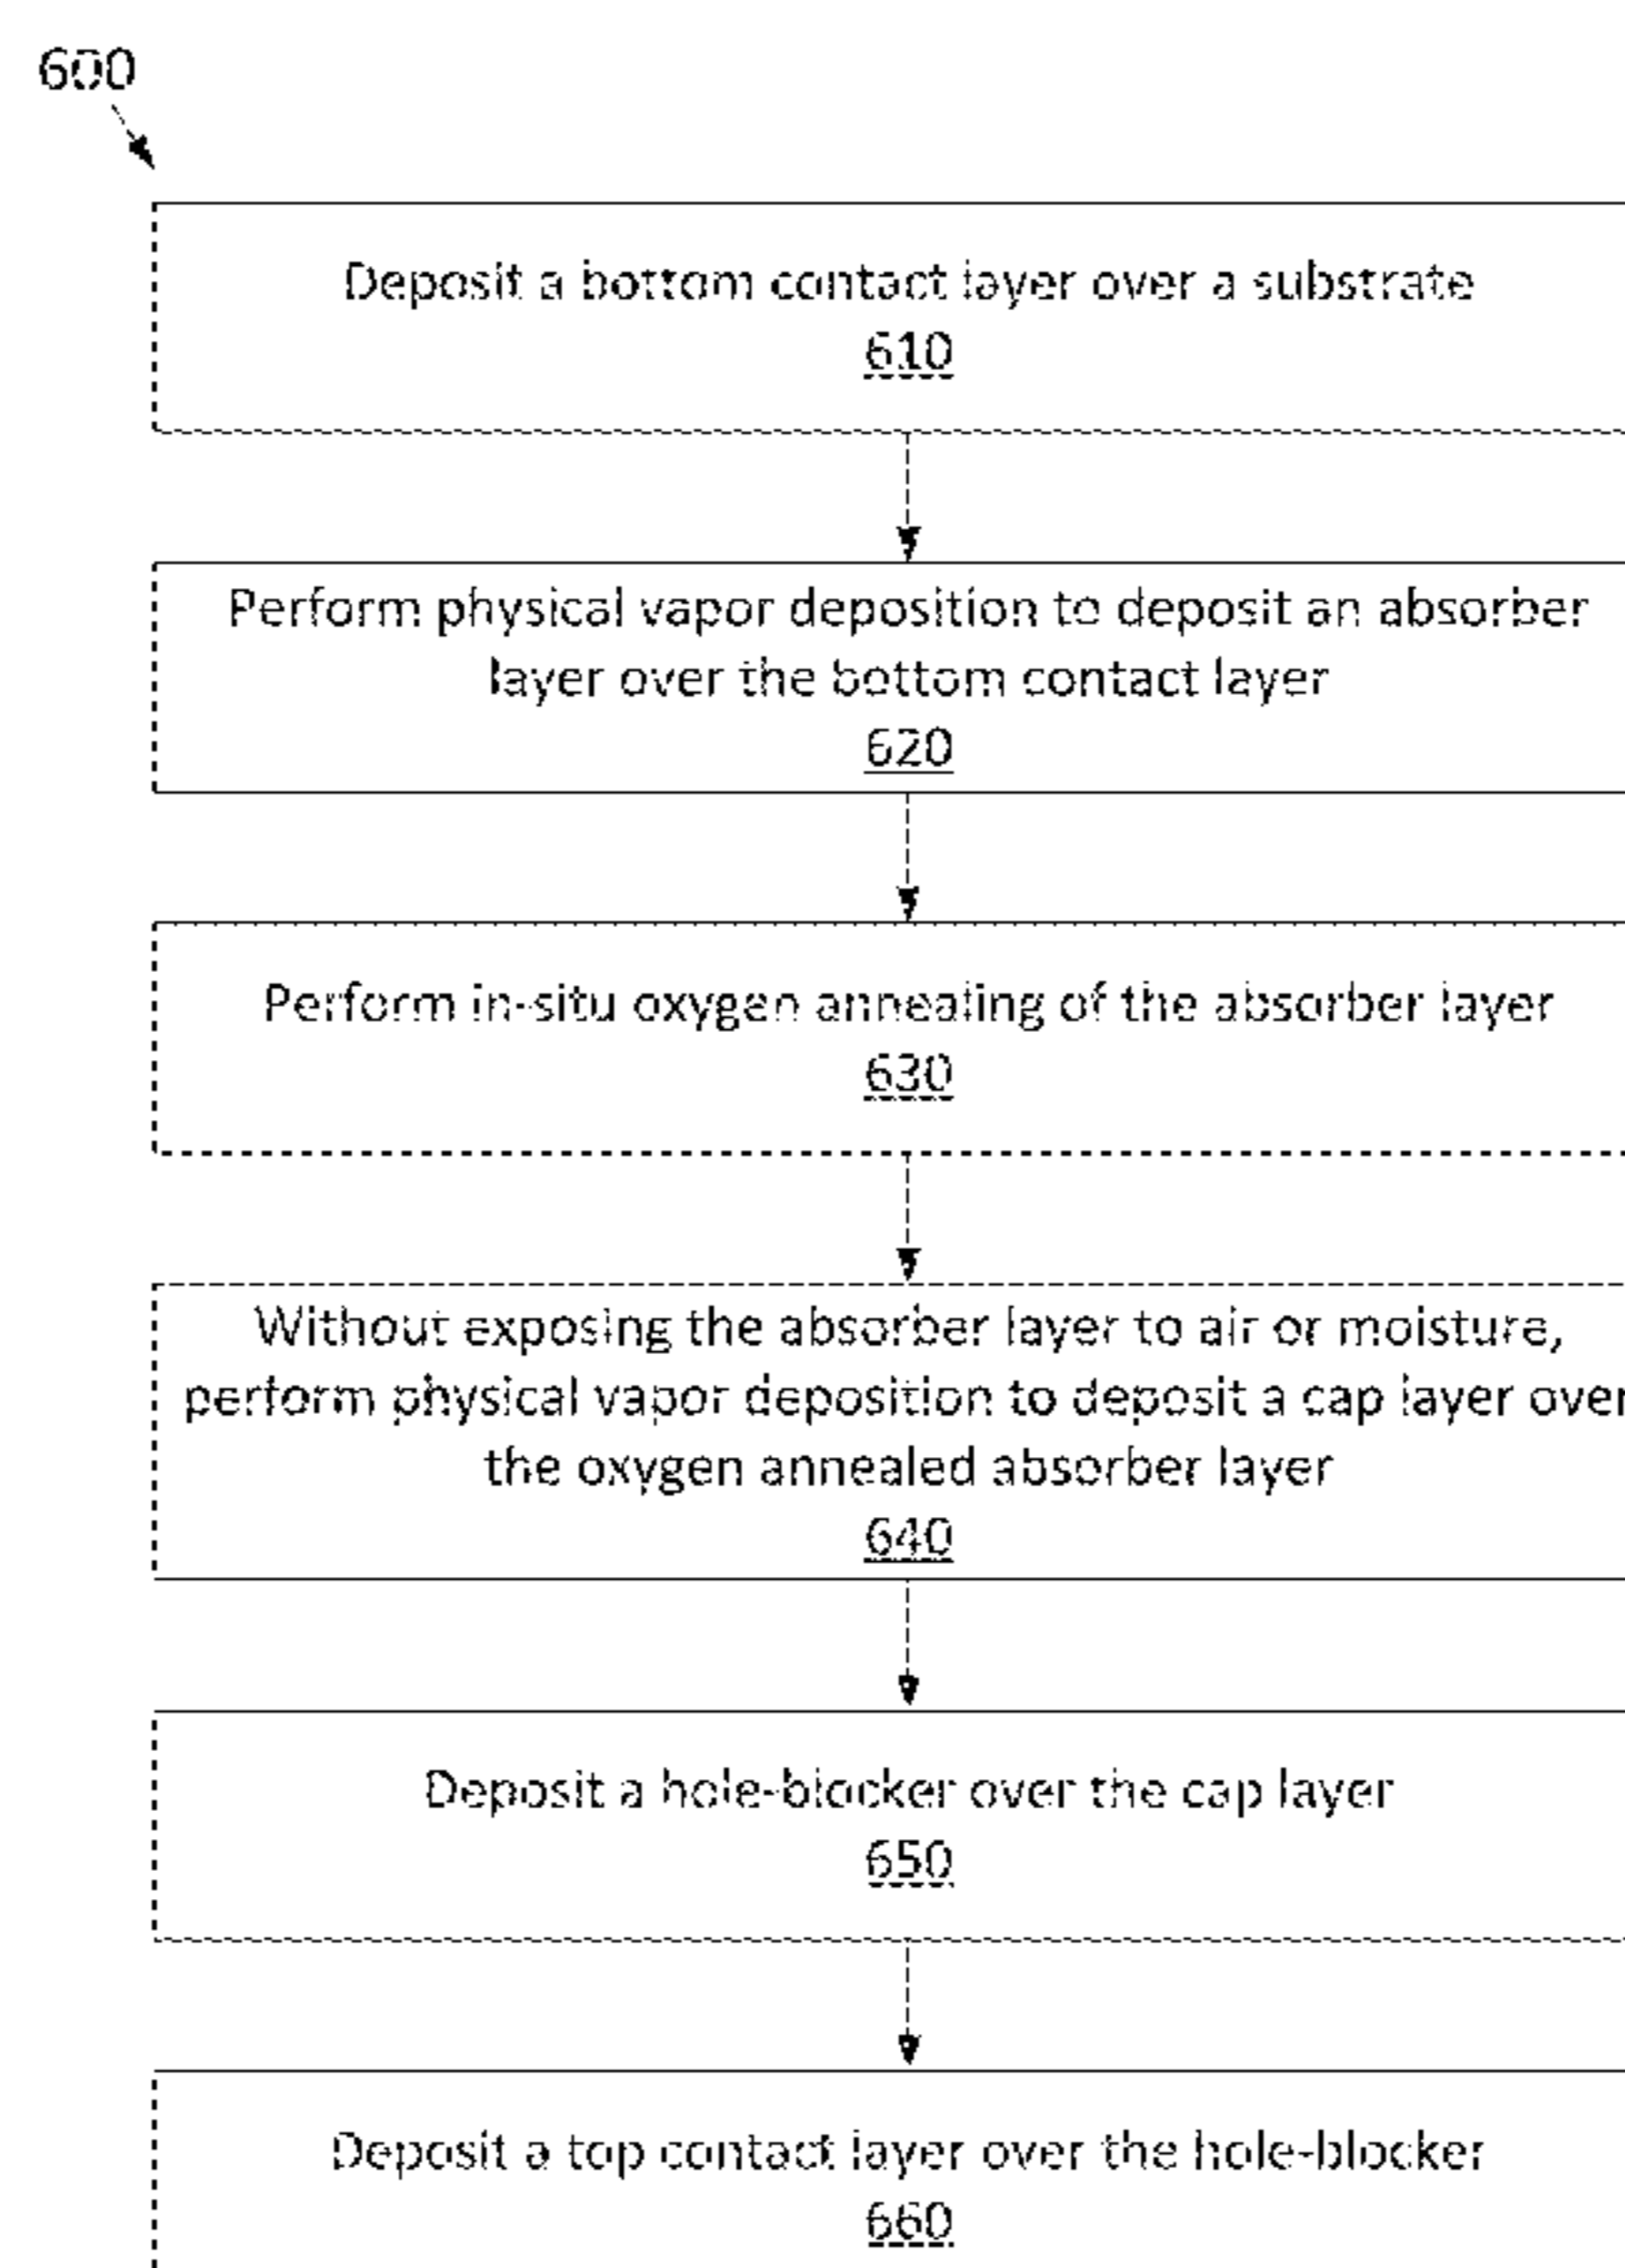 600
Deposit a bottom contact layer over a substrate
610
Perform physical vapor deposition to deposit an absorber
layer over the bottom contact layer
620
Perform in-situ oxygen annealing of the absorber layer
630
Without exposing the absorber layer to air or moisture,
perform physical vapor deposition to deposit a cap layer over
the oxygen annealed absorber layer
640
Deposit a hole-blocker over the cap layer
650
Deposit a top contact layer over the hole-blocker
660